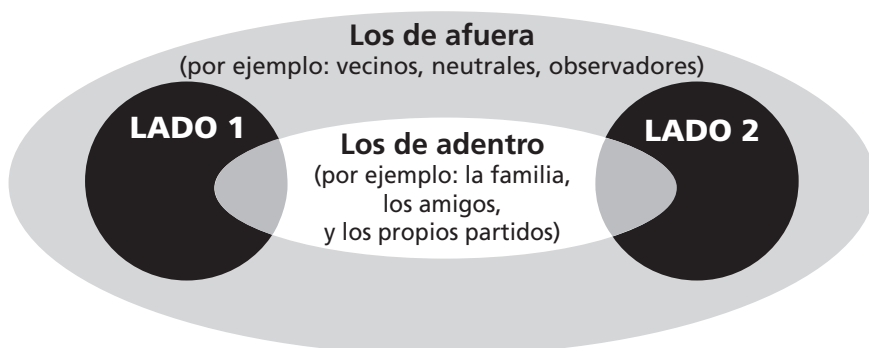 Los de afuera
(por ejemplo: vecinos, neutrales, observadores)
LADO 1
LADO 2
Los de adentro
(por ejemplo: la familia,
los amigos,
y los propios partidos)